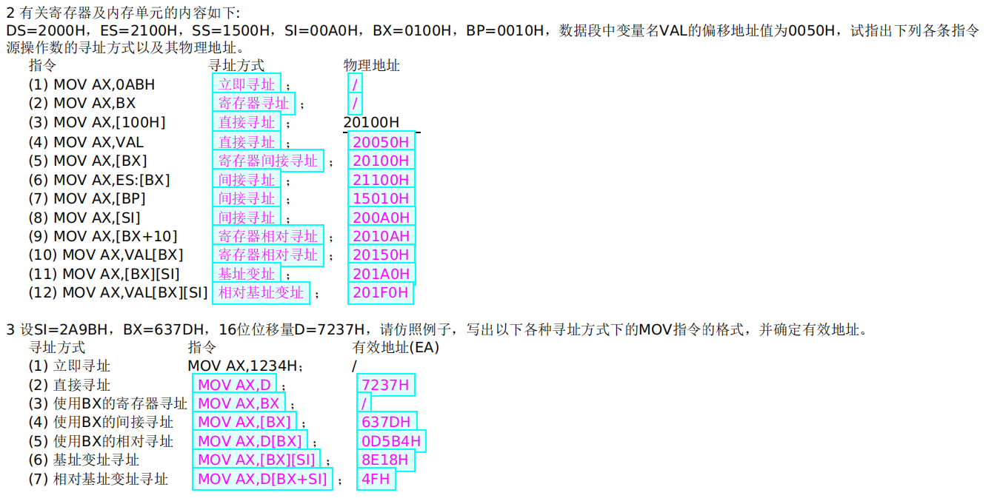 2 有关寄存器及内存单元的内容如下:
DS=2000H，ES=2100H，SS=1500H，SI=00A0H，BX=0100H，BP=0010H，数据段中变量名VAL的偏移地址值为0050H，试指出下列各条指令
源操作数的寻址方式以及其物理地址。
指令 寻址方式 物理地址
(1) MOV AX,0ABH 立即寻址 ； /
(2) MOV AX,BX 寄存器寻址 ； /
(3) MOV AX,[100H] 直接寻址 ； 20100H
(4) MOV AX,VAL 直接寻址 ； 20050H
(5) MOV AX,[BX] 寄存器间接寻址 ； 20100H
(6) MOV AX,ES:[BX] 间接寻址 ； 21100H
(7) MOV AX,[BP] 间接寻址 ； 15010H
(8) MOV AX,[SI] 间接寻址 ； 200A0H
(9) MOV AX,[BX+10] 寄存器相对寻址 ； 2010AH
(10) MOV AX,VAL[BX] 寄存器相对寻址 ； 20150H
(11) MOV AX,[BX][SI] 基址变址 ； 201A0H
(12) MOV AX,VAL[BX][SI] 相对基址变址 ； 201F0H
3 设SI=2A9BH，BX=637DH，16位位移量D=7237H，请仿照例子，写出以下各种寻址方式下的MOV指令的格式，并确定有效地址。
寻址方式 指令 有效地址(EA)
(1) 立即寻址 MOV AX,1234H； /
(2) 直接寻址 MOV AX,D ； 7237H
(3) 使用BX的寄存器寻址 MOV AX,BX ； /
(4) 使用BX的间接寻址 MOV AX,[BX] ； 637DH
(5) 使用BX的相对寻址 MOV AX,D[BX] ； 0D5B4H
(6) 基址变址寻址 MOV AX,[BX][SI] ； 8E18H
(7) 相对基址变址寻址 MOV AX,D[BX+SI] ； 4FH